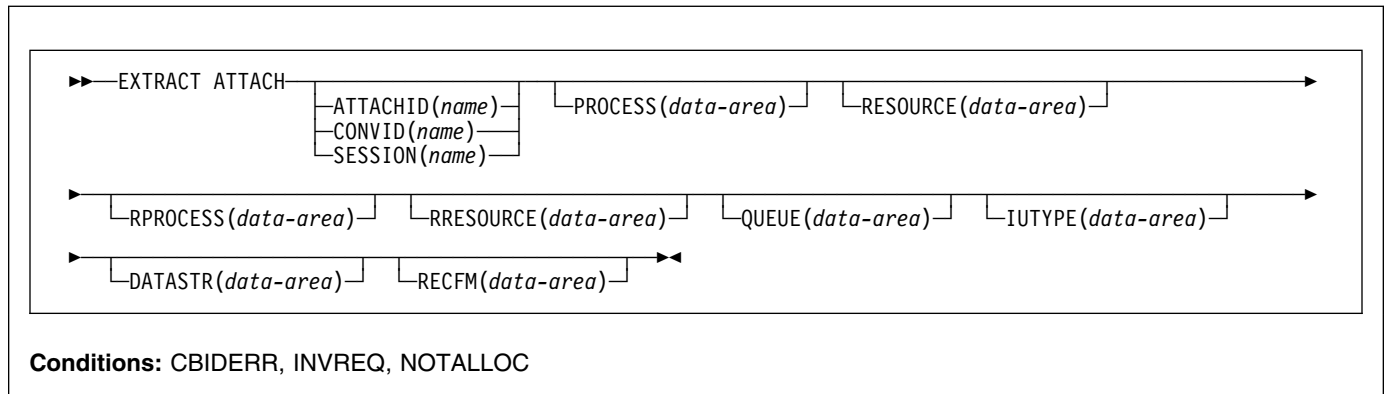 ►►──EXTRACT ATTACH──┬────────────────┬──┬────────────────────┬──┬─────────────────────┬──►
ATTACHID(name) PROCESS(data-area) RESOURCE(data-area)
CONVID(name)
SESSION(name)
RPROCESS(data-area) RRESOURCE(data-area) QUEUE(data-area) IUTYPE(data-area)
DATASTR(data-area) RECFM(data-area)
Conditions: CBIDERR, INVREQ, NOTALLOC